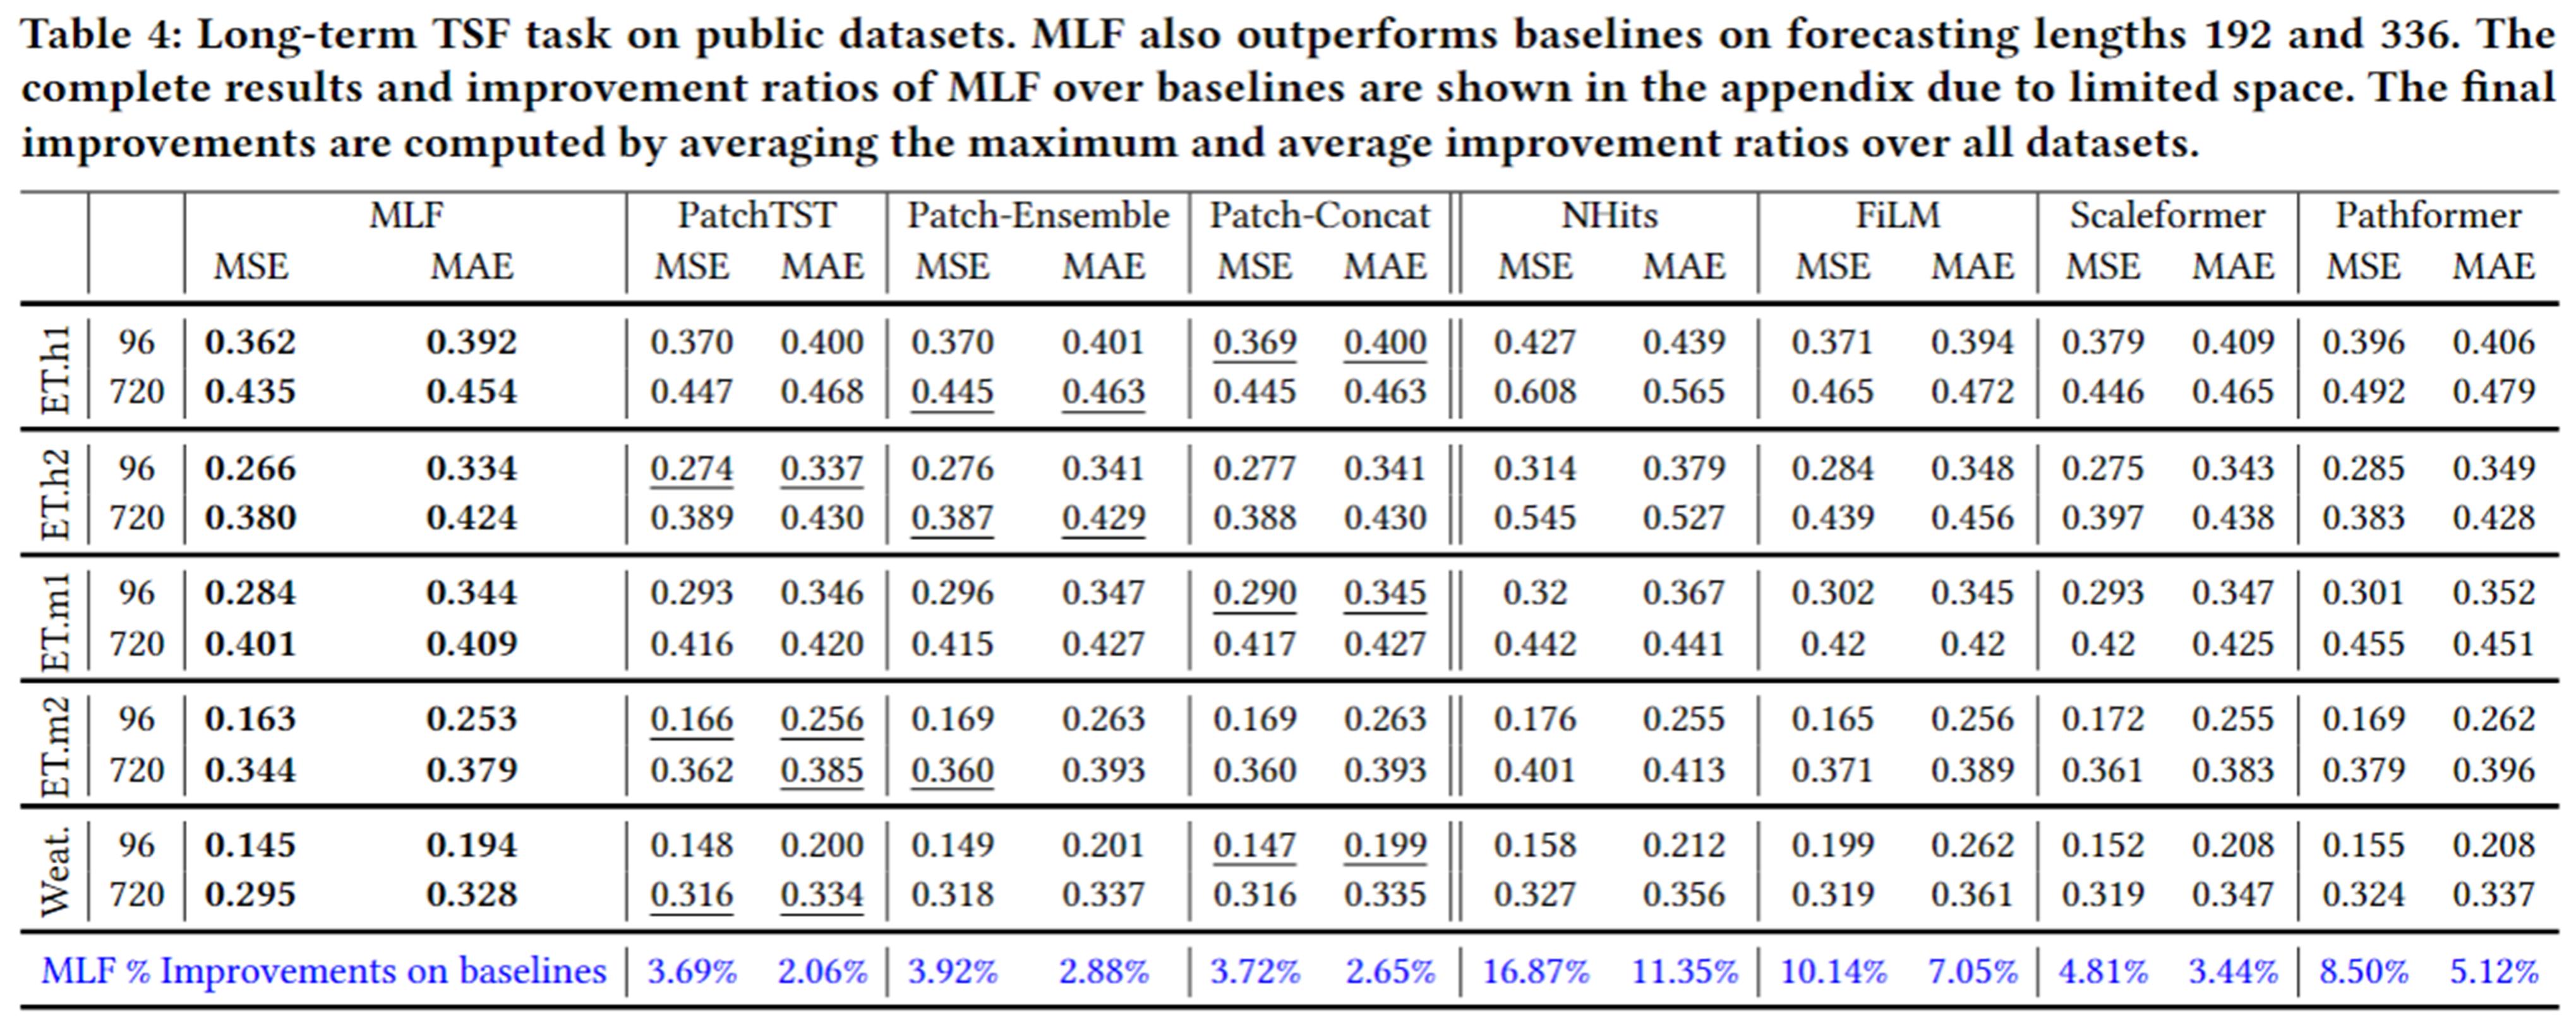 Table 4: Long-term TSF task on public datasets. MLF also outperforms baselines on forecasting lengths 192 and 336. The
complete results and improvement ratios of MLF over baselines are shown in the appendix due to limited space. The final
improvements are computed by averaging the maximum and average improvement ratios over all datasets.
MLF PatchTST Patch-Ensemble Patch-Concat NHits FiLM Scaleformer Pathformer
MSE MAE MSE MAE MSE MAE MSE MAE MSE MAE MSE MAE MSE MAE MSE MAE
ET.h1
96 0.362 0.392 0.370 0.400 0.370 0.401 0.369 0.400 0.427 0.439 0.371 0.394 0.379 0.409 0.396 0.406
720 0.435 0.454 0.447 0.468 0.445 0.463 0.445 0.463 0.608 0.565 0.465 0.472 0.446 0.465 0.492 0.479
ET.h2
96 0.266 0.334 0.274 0.337 0.276 0.341 0.277 0.341 0.314 0.379 0.284 0.348 0.275 0.343 0.285 0.349
720 0.380 0.424 0.389 0.430 0.387 0.429 0.388 0.430 0.545 0.527 0.439 0.456 0.397 0.438 0.383 0.428
ET.m1
96 0.284 0.344 0.293 0.346 0.296 0.347 0.290 0.345 0.32 0.367 0.302 0.345 0.293 0.347 0.301 0.352
720 0.401 0.409 0.416 0.420 0.415 0.427 0.417 0.427 0.442 0.441 0.42 0.42 0.42 0.425 0.455 0.451
ET.m2
96 0.163 0.253 0.166 0.256 0.169 0.263 0.169 0.263 0.176 0.255 0.165 0.256 0.172 0.255 0.169 0.262
720 0.344 0.379 0.362 0.385 0.360 0.393 0.360 0.393 0.401 0.413 0.371 0.389 0.361 0.383 0.379 0.396
Weat.
96 0.145 0.194 0.148 0.200 0.149 0.201 0.147 0.199 0.158 0.212 0.199 0.262 0.152 0.208 0.155 0.208
720 0.295 0.328 0.316 0.334 0.318 0.337 0.316 0.335 0.327 0.356 0.319 0.361 0.319 0.347 0.324 0.337
MLF % Improvements on baselines 3.69% 2.06% 3.92% 2.88% 3.72% 2.65% 16.87% 11.35% 10.14% 7.05% 4.81% 3.44% 8.50% 5.12%